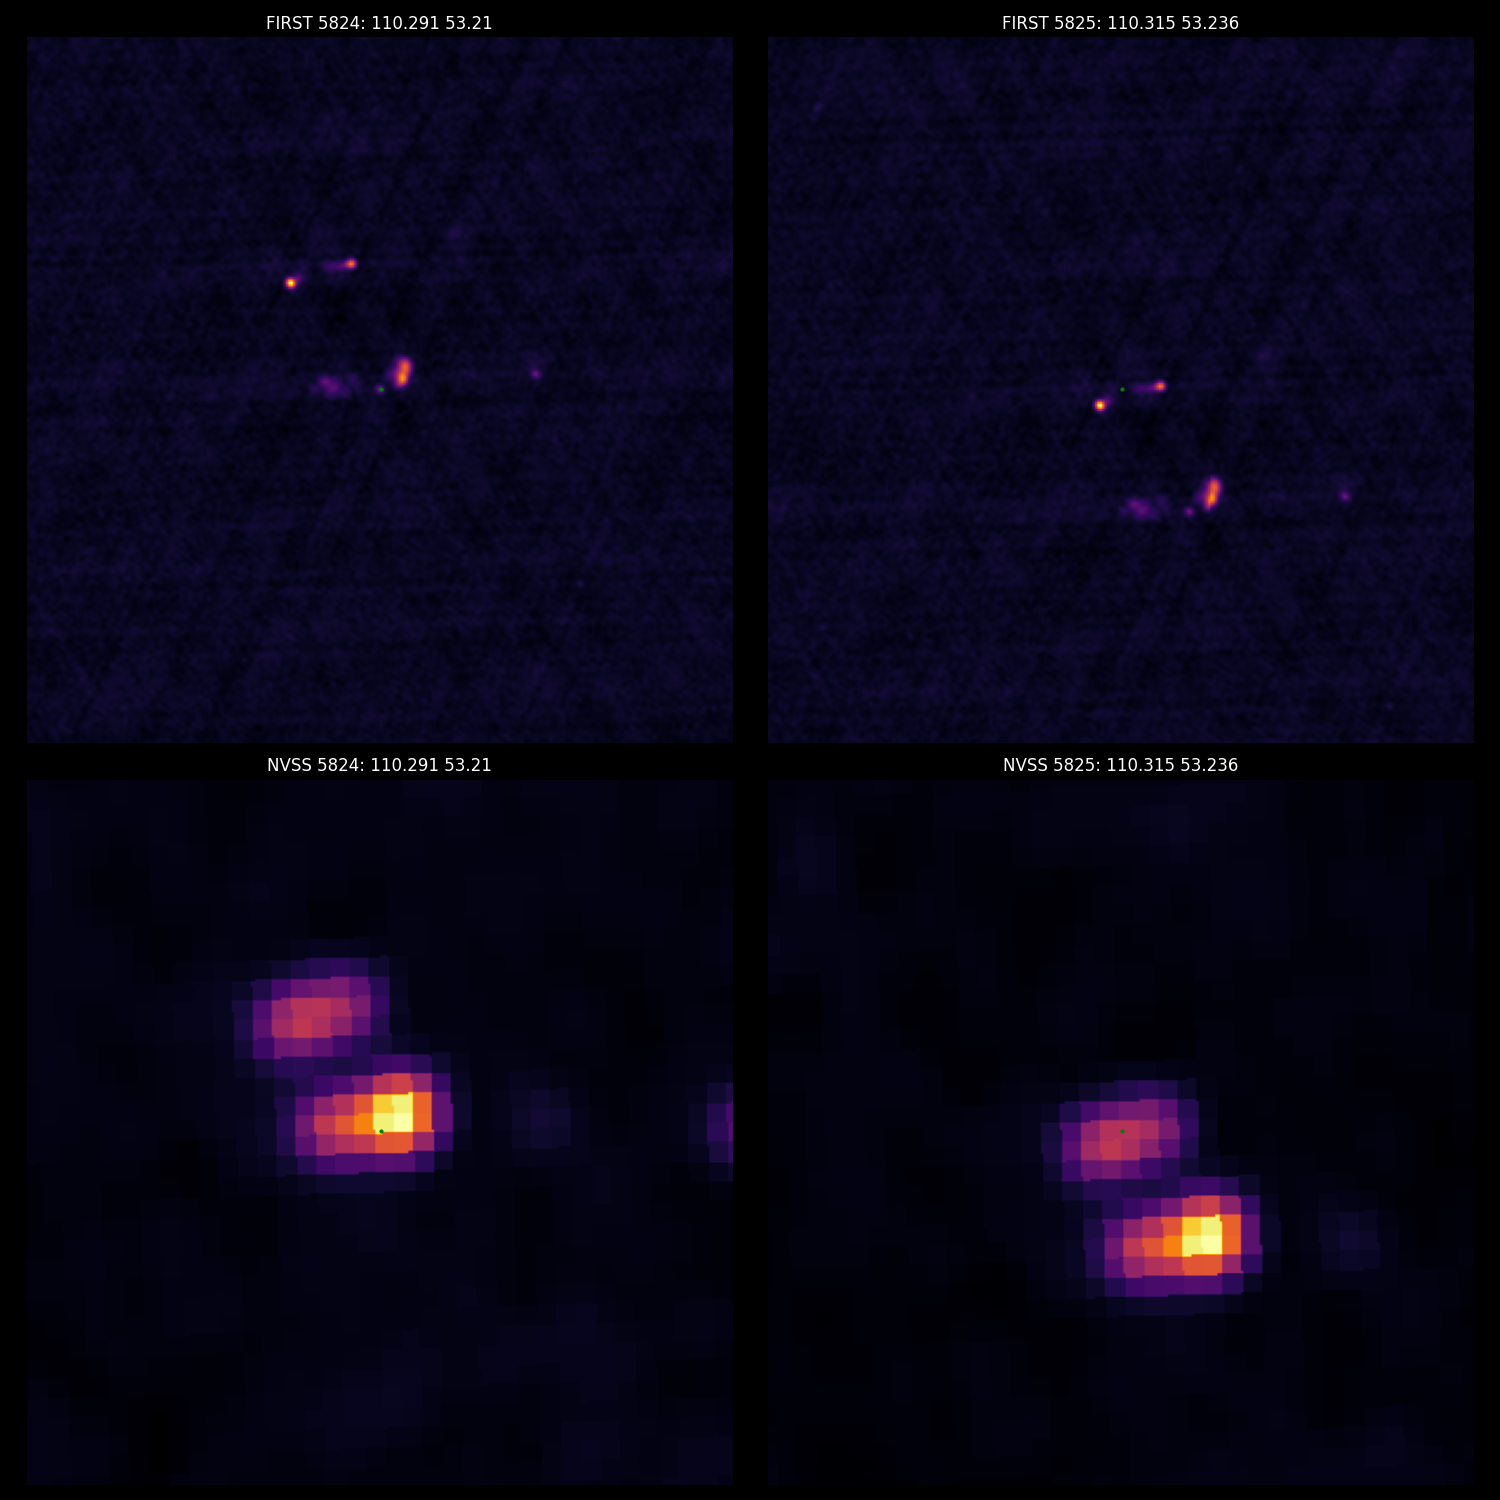 FIRST 5824: 110.291 53.21
FIRST 5825: 110.315 53.236
NVSS 5824: 110.291 53.21
NVSS 5825: 110.315 53.236